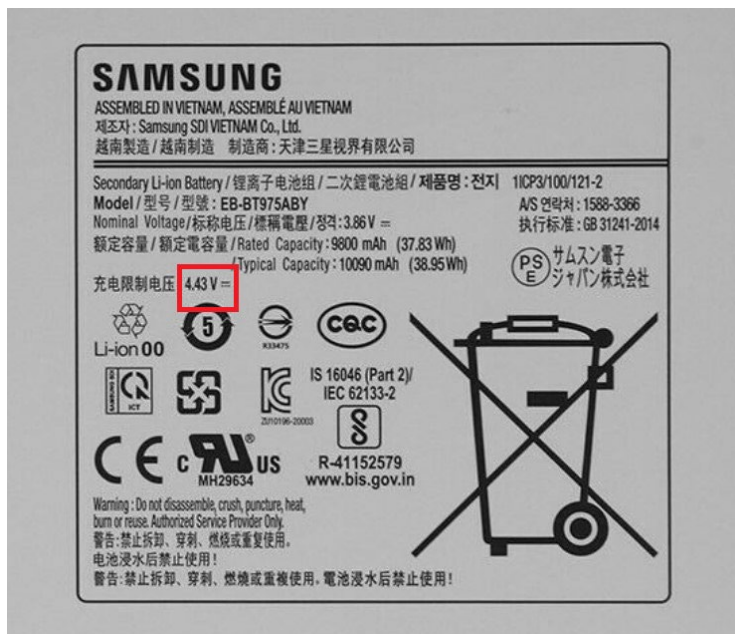 SAMSUNG
ASSEMBLED IN VIETNAM, ASSEMBLÉ AU VIETNAM
제조자 : Samsung SDI VIETNAM Co., Ltd.
越南製造 / 越南制造 制造商 : 天津三星视界有限公司
Secondary Li-ion Battery / 锂离子电池组 / 二次鋰電池組 / 제품명 : 전지 1ICP3/100/121-2
Model / 型号 / 型號 : EB-BT975ABY A/S 연락처 : 1588-3366
Nominal Voltage / 标称电压 / 標稱電壓 / 정격 : 3.86 V ⎓ 执行标准 : GB 31241-2014
额定容量 / 額定電容量 / Rated Capacity : 9800 mAh (37.83 Wh)
/ Typical Capacity : 10090 mAh (38.95 Wh)
PS E サムスン電子
ジャパン株式会社
充电限制电压 4.43 V ⎓
Li-ion 00
5
R33475
CQC
SAMSUNG SDI
ICT
ZU10196-20003
IS 16046 (Part 2)/
IEC 62133-2
R-41152579
www.bis.gov.in
CE
c RU® US
MH29634
Warning : Do not disassemble, crush, puncture, heat,
burn or reuse. Authorized Service Provider Only.
警告 : 禁止拆卸、穿刺、燃烧或重复使用。
电池浸水后禁止使用 !
警告 : 禁止拆卸、穿刺、燃燒或重複使用。電池浸水后禁止使用 !